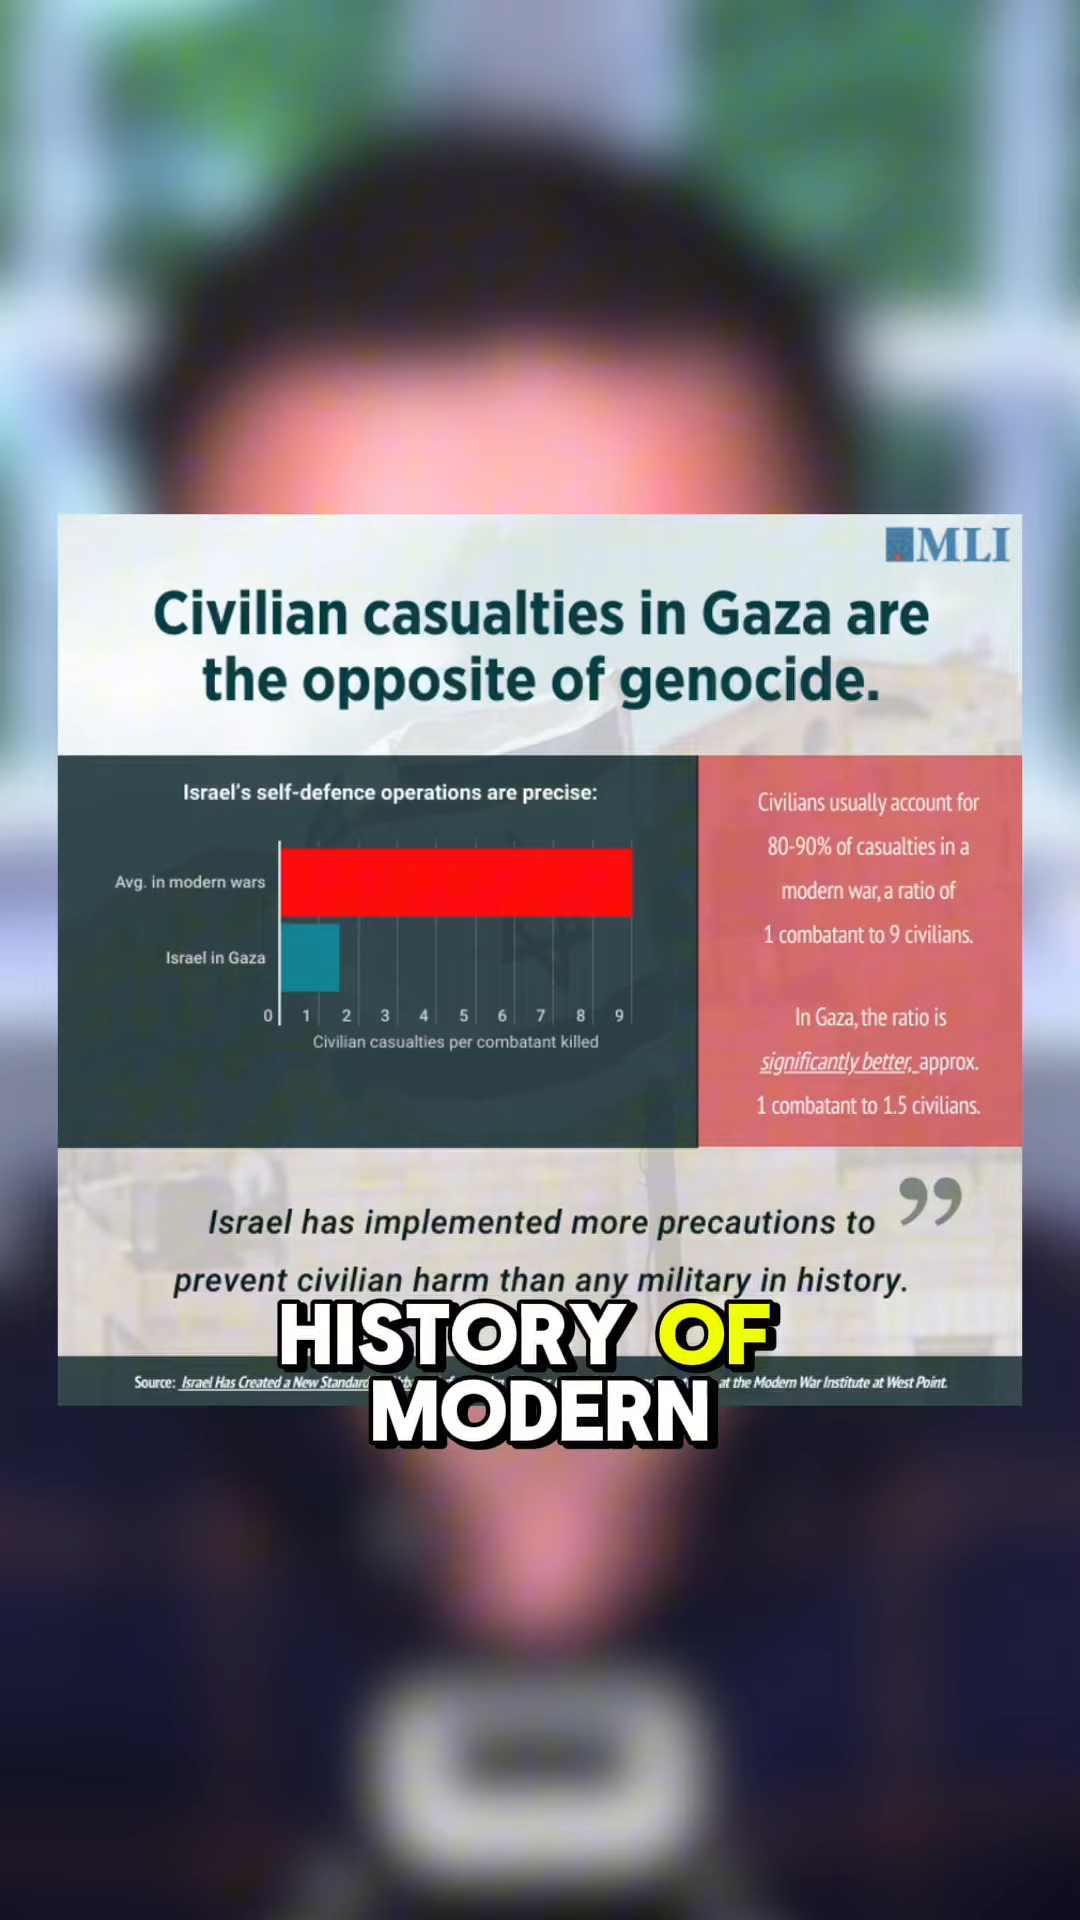 MLI
Civilian casualties in Gaza are
the opposite of genocide.
Israel's self-defence operations are precise:
Avg. in modern wars
Israel in Gaza
0 1 2 3 4 5 6 7 8 9
Civilian casualties per combatant killed
Civilians usually account for
80-90% of casualties in a
modern war, a ratio of
1 combatant to 9 civilians.
In Gaza, the ratio is
significantly better, approx.
1 combatant to 1.5 civilians.
”
Israel has implemented more precautions to
prevent civilian harm than any military in history.
HISTORY OF
Source: Israel Has Created a New Standard at the Modern War Institute at West Point.
MODERN